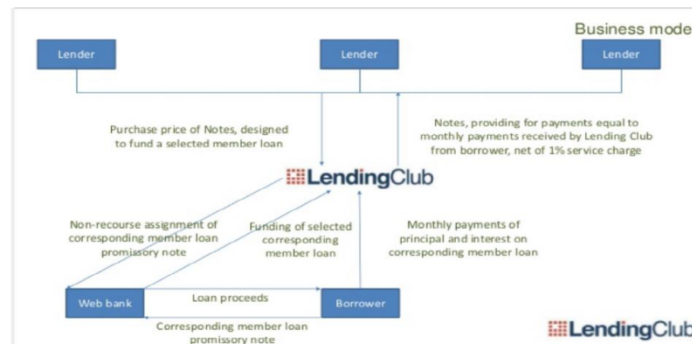 Business mode
Lender
Lender
Lender
Purchase price of Notes, designed
to fund a selected member loan
Notes, providing for payments equal to
monthly payments received by Lending Club
from borrower, net of 1% service charge
LendingClub
Non-recourse assignment of
corresponding member loan
promissory note
Funding of selected
corresponding
member loan
Monthly payments of
principal and interest on
corresponding member loan
Web bank
Loan proceeds
Borrower
Corresponding member loan
promissory note
LendingClub